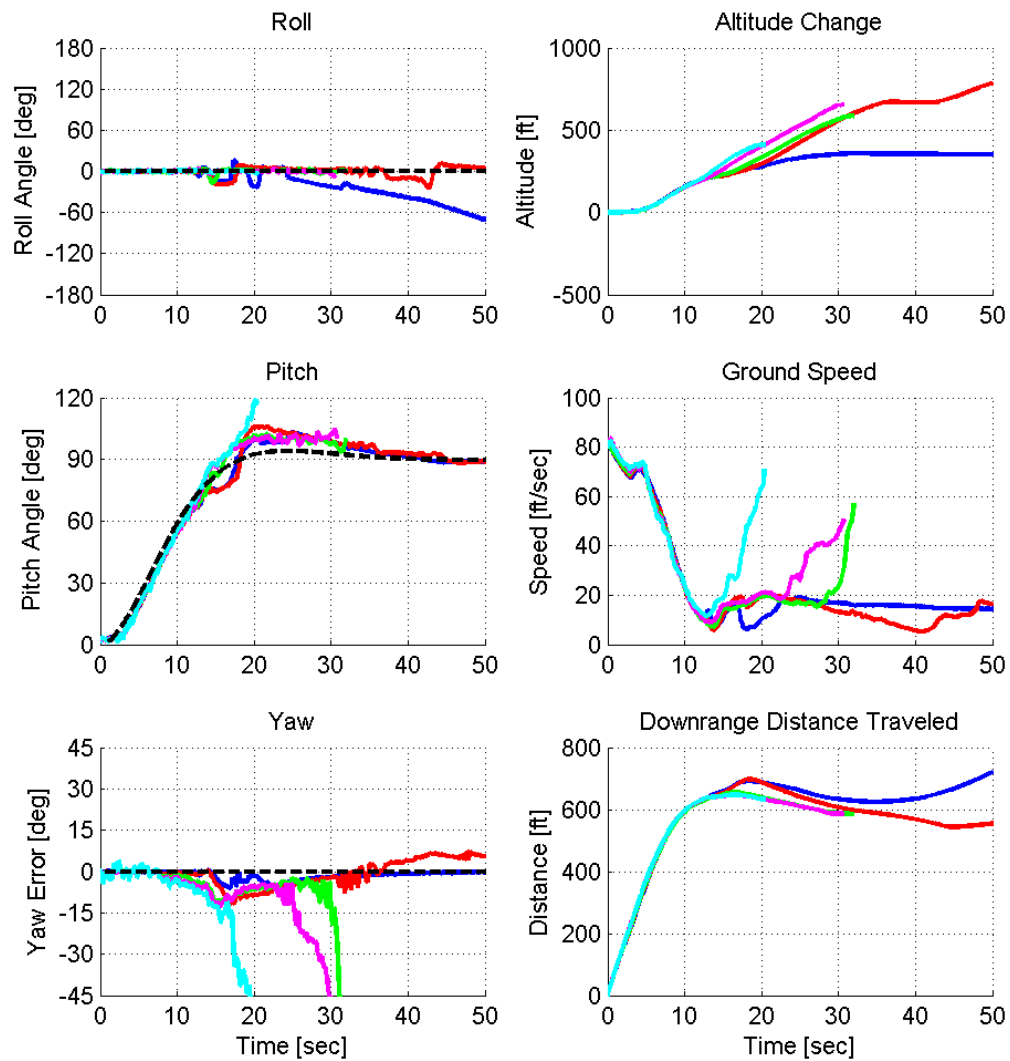 Roll
Roll Angle [deg]
180
120
60
0
-60
-120
-180
0 10 20 30 40 50
Altitude Change
Altitude [ft]
1000
500
0
-500
0 10 20 30 40 50
Pitch
Pitch Angle [deg]
120
90
60
30
0
0 10 20 30 40 50
Ground Speed
Speed [ft/sec]
100
80
60
40
20
0
0 10 20 30 40 50
Yaw
Yaw Error [deg]
45
30
15
0
-15
-30
-45
0 10 20 30 40 50
Time [sec]
Downrange Distance Traveled
Distance [ft]
800
600
400
200
0
0 10 20 30 40 50
Time [sec]